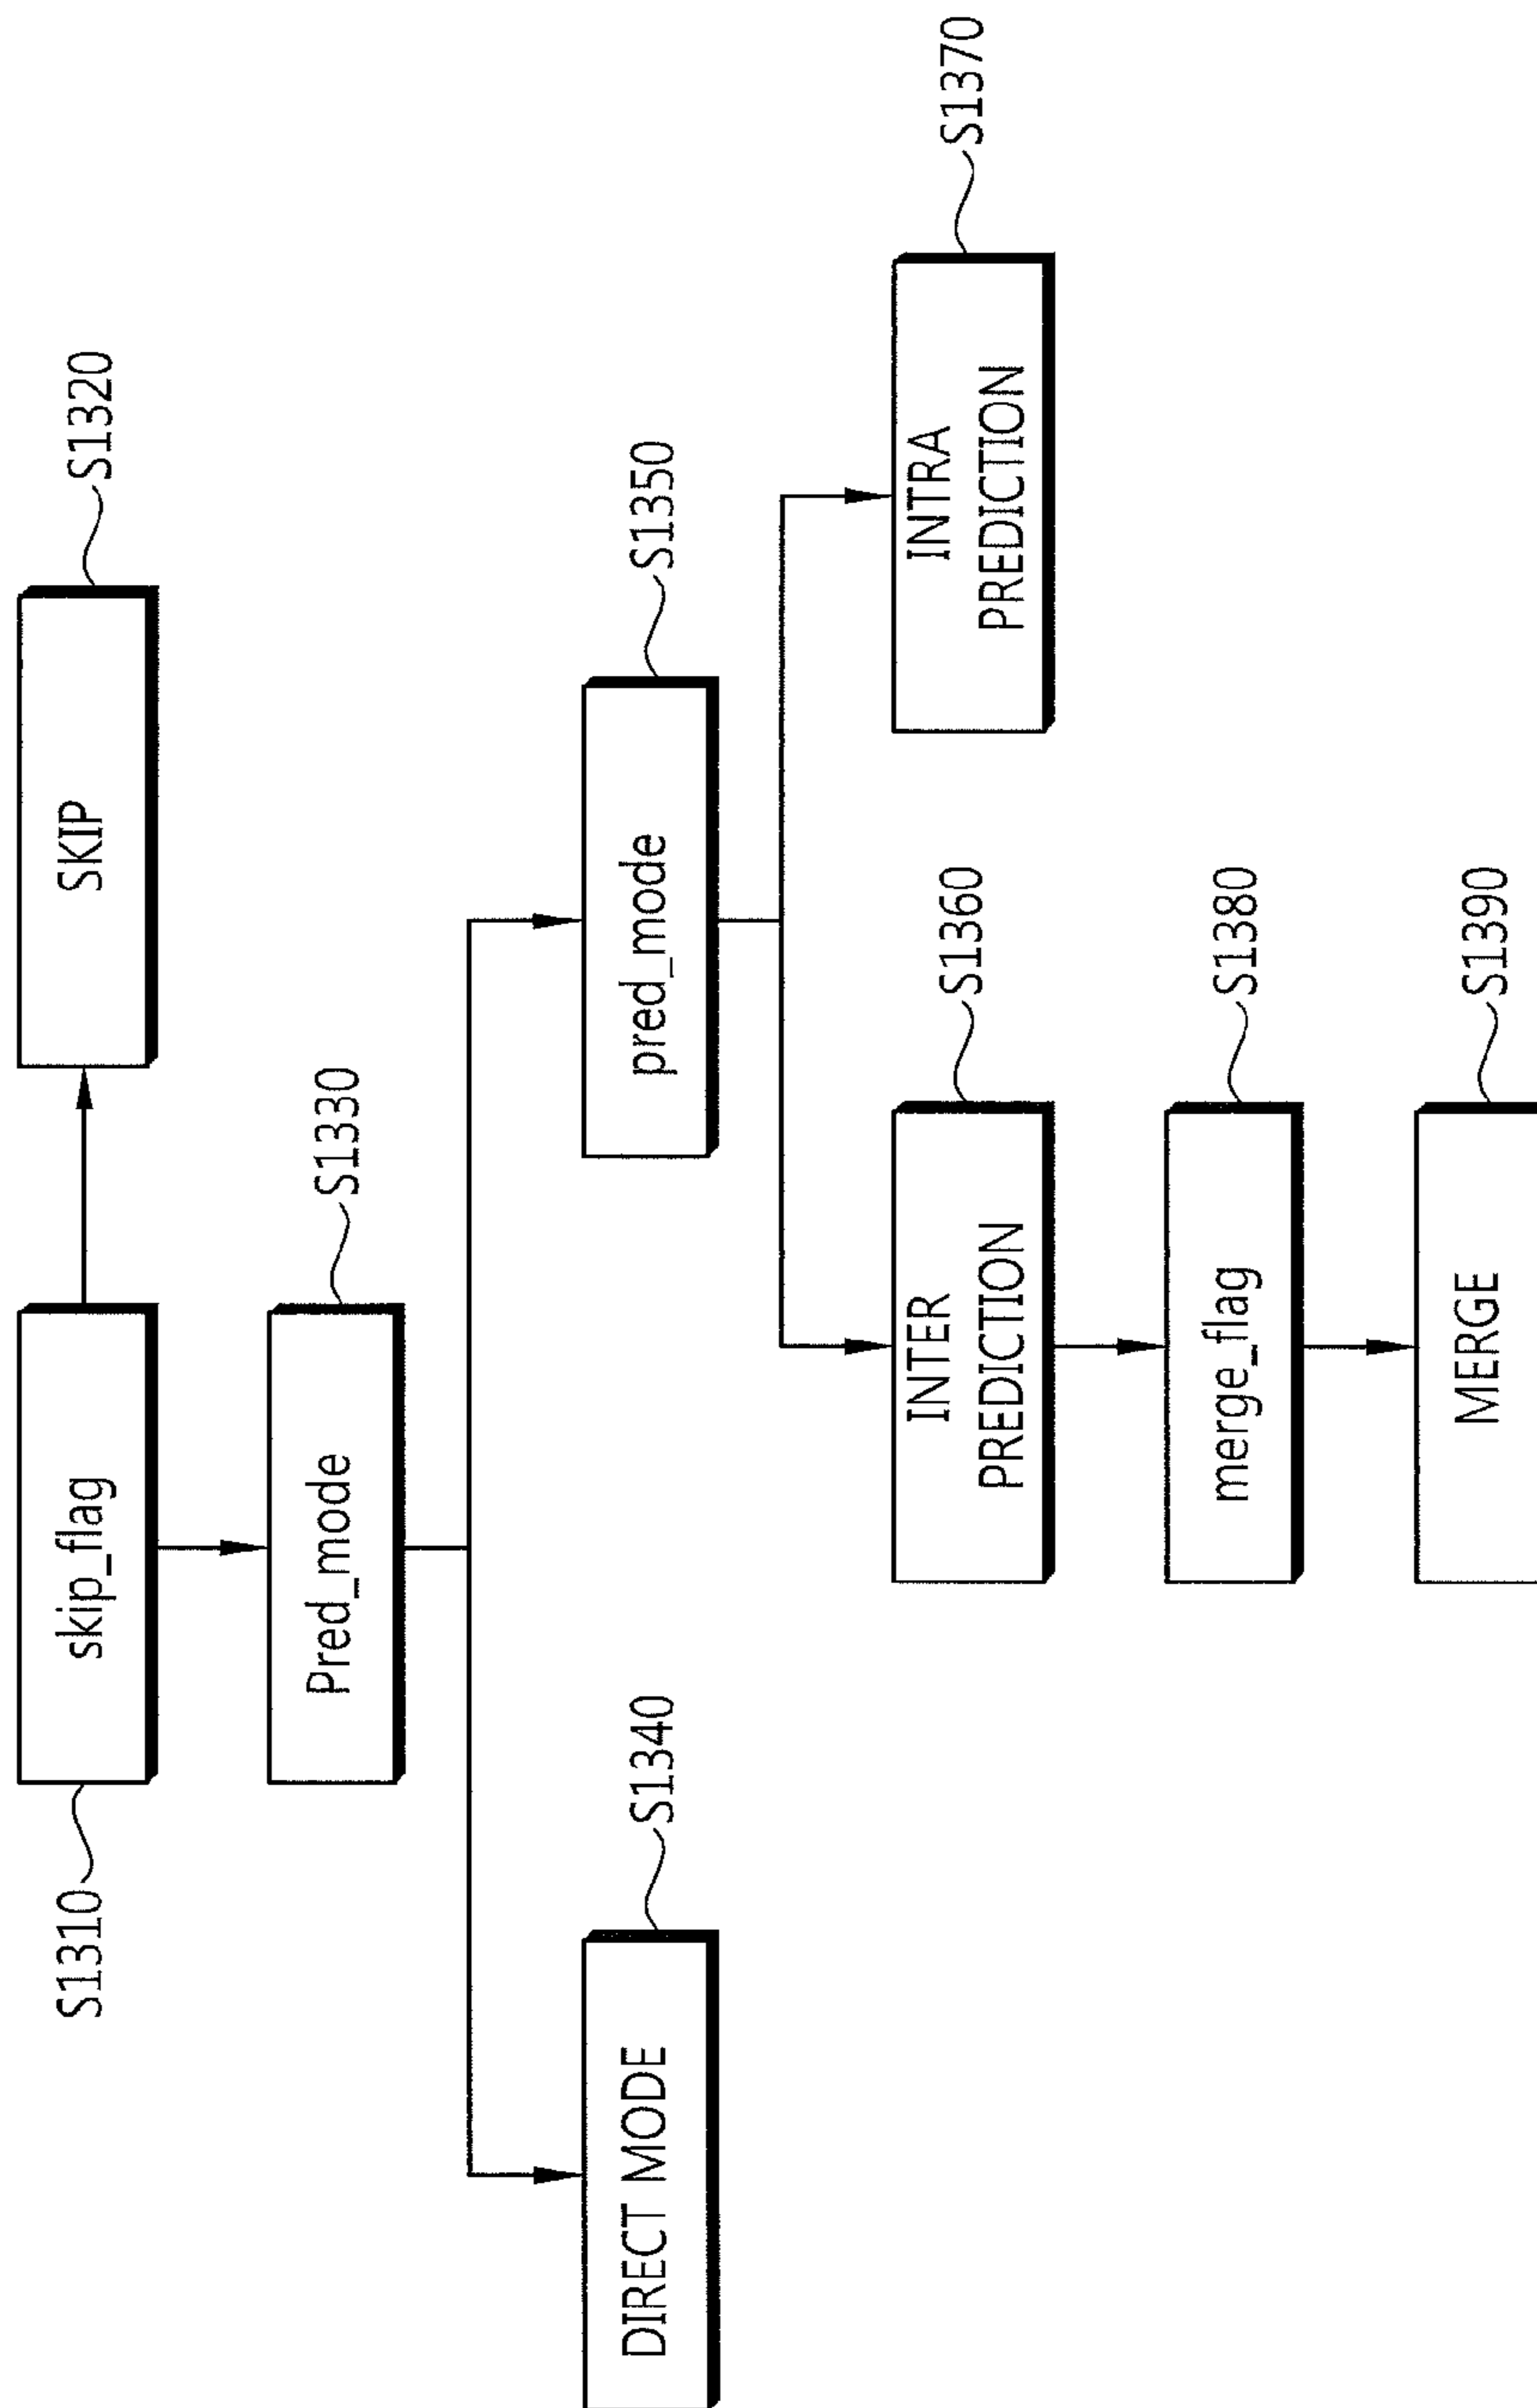 S1310
skip_flag
SKIP
S1320
Pred_mode
S1330
DIRECT MODE
S1340
pred_mode
S1350
INTER
PREDICTION
S1360
INTRA
PREDICTION
S1370
merge_flag
S1380
MERGE
S1390